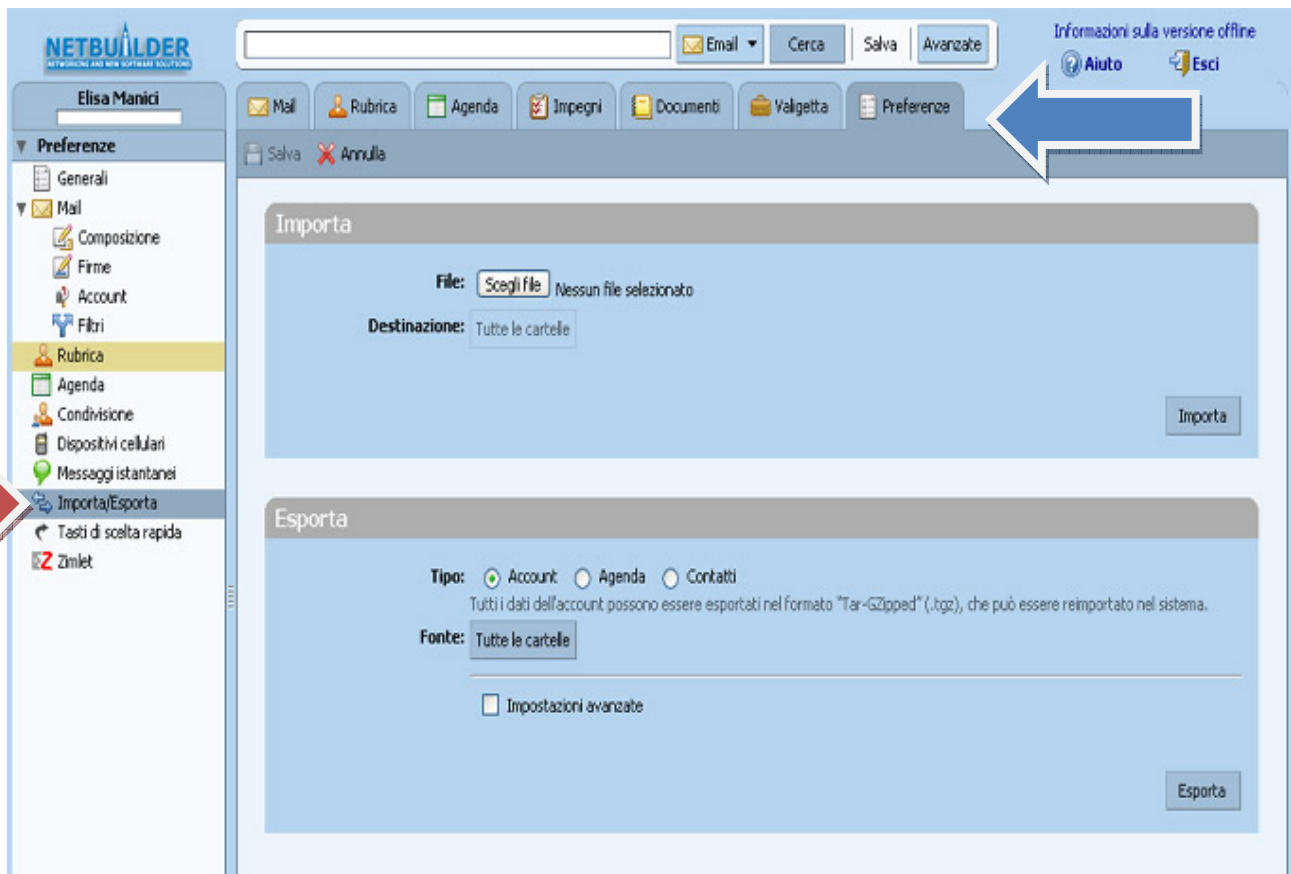 NETBUILDER
NETWORKING AND NEW SOFTWARE SOLUTIONS
Email
Cerca
Salva
Avanzate
Informazioni sulla versione offline
Aiuto
Esci
Elisa Manici
Mail
Rubrica
Agenda
Impegni
Documenti
Valigetta
Preferenze
Salva
Annulla
Preferenze
Generali
Mail
Composizione
Firme
Account
Filtri
Rubrica
Agenda
Condivisione
Dispositivi cellulari
Messaggi istantanei
Importa/Esporta
Tasti di scelta rapida
Zimlet
Importa
File: Scegli file Nessun file selezionato
Destinazione: Tutte le cartelle
Importa
Esporta
Tipo: Account Agenda Contatti
Tutti i dati dell'account possono essere esportati nel formato "Tar-GZipped" (.tgz), che può essere reimportato nel sistema.
Fonte: Tutte le cartelle
Impostazioni avanzate
Esporta